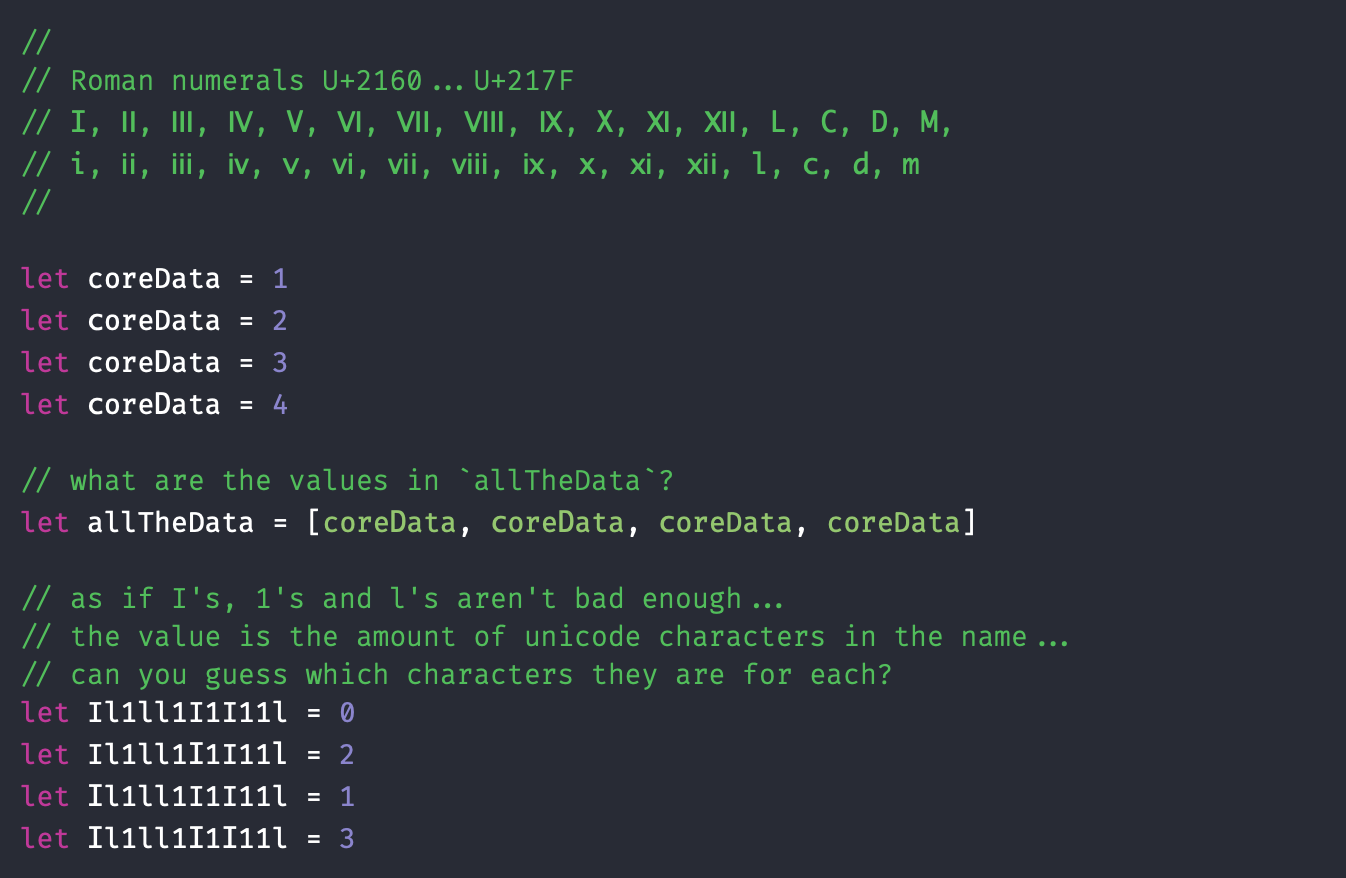 //
// Roman numerals U+2160...U+217F
// Ⅰ, Ⅱ, Ⅲ, Ⅳ, Ⅴ, Ⅵ, Ⅶ, Ⅷ, Ⅸ, Ⅹ, Ⅺ, Ⅻ, Ⅼ, Ⅽ, Ⅾ, Ⅿ,
// ⅰ, ⅱ, ⅲ, ⅳ, ⅴ, ⅵ, ⅶ, ⅷ, ⅸ, ⅹ, ⅺ, ⅻ, ⅼ, ⅽ, ⅾ, ⅿ
//
let coreData = 1
let coreData = 2
let coreData = 3
let coreData = 4
// what are the values in `allTheData`?
let allTheData = [coreData, coreData, coreData, coreData]
// as if I's, 1's and l's aren't bad enough...
// the value is the amount of unicode characters in the name...
// can you guess which characters they are for each?
let Il1ll1I1I11l = 0
let Il1ll1I1I11l = 2
let Il1ll1I1I11l = 1
let Il1ll1I1I11l = 3